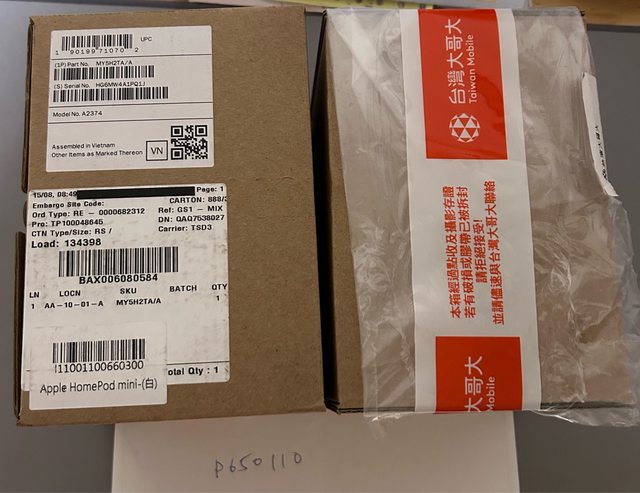 UPC
1 90199 71070 2
(1P) Part No. MY5H2TA/A
(S) Serial No. HG6MW4A1PQ1J
Model No. A2374
Assembled in Vietnam
Other Items as Marked Thereon
VN
15/08, 08:49
Page: 1
Embargo Site Code:
CARTON: 888/
Ord Type: RE - 0000682312
Ref: GS1 - MIX
Pro: TP100048645
DN: QAQ7538027
CTN Type/Size: RS /
Carrier: TSD3
Load: 134398
BAX006080584
LN LOCN SKU BATCH QTY
1 AA-10-01-A MY5H2TA/A 1
otal Qty : 1
I11001100660300
Apple HomePod mini-(白)
台灣大哥大
Taiwan Mobile
本箱經過點收及攝影存證
若有破損或膠帶已被拆封
請拒絕接受!
並請儘速與台灣大哥大聯絡
大哥大
Mobile
P650110